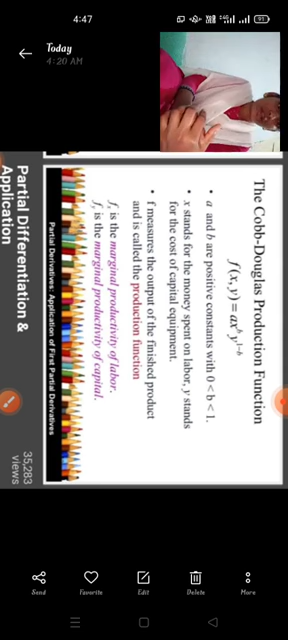 4:47
91
Today
4:20 AM
The Cobb-Douglas Production Function
f(x, y) = ax^b y^{1-b}
• a and b are positive constants with 0 < b < 1.
• x stands for the money spent on labor, y stands
for the cost of capital equipment.
• f measures the output of the finished product
and is called the production function
f_x is the marginal productivity of labor.
f_y is the marginal productivity of capital.
Partial Derivatives: Application of First Partial Derivatives
Partial Differentiation &
Application
35,283
views
Send
Favorite
Edit
Delete
More